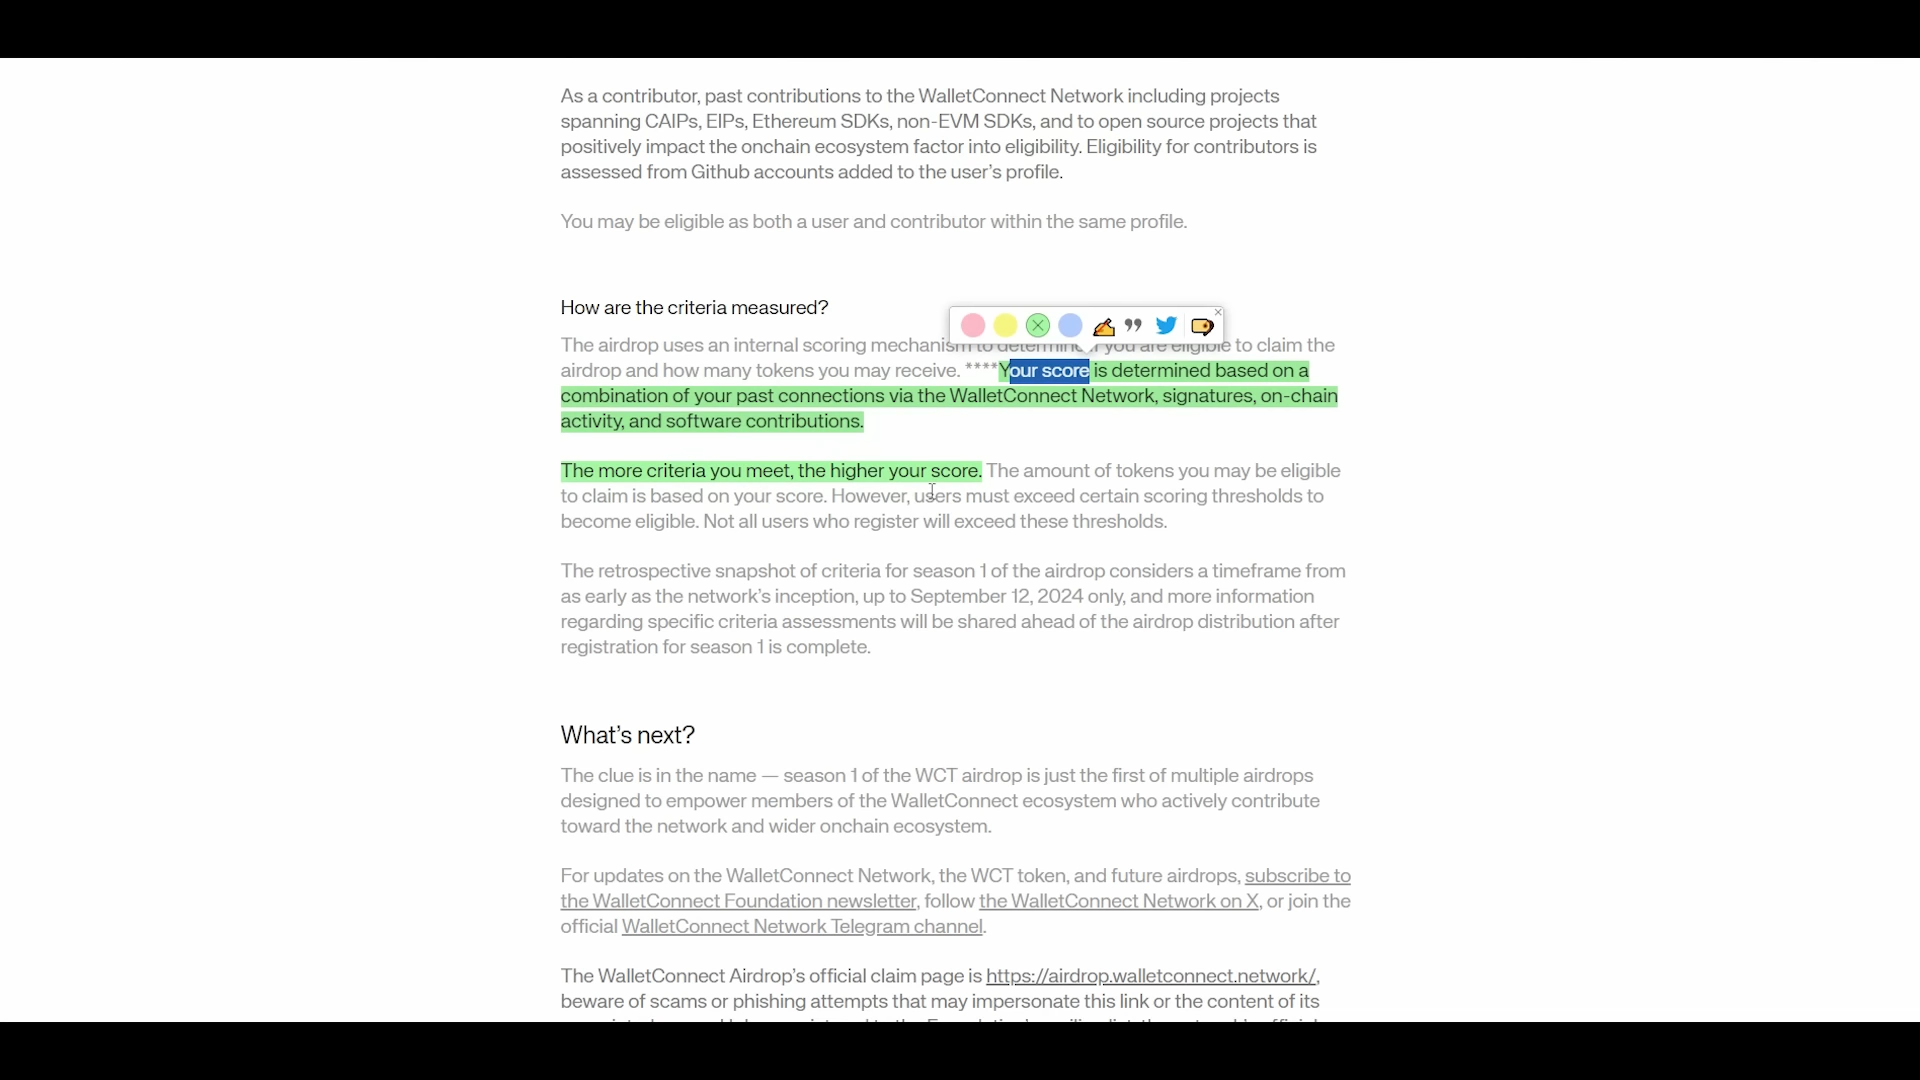 As a contributor, past contributions to the WalletConnect Network including projects
spanning CAIPs, EIPs, Ethereum SDKs, non-EVM SDKs, and to open source projects that
positively impact the onchain ecosystem factor into eligibility. Eligibility for contributors is
assessed from Github accounts added to the user’s profile.
You may be eligible as both a user and contributor within the same profile.
How are the criteria measured?
The airdrop uses an internal scoring mechanism to determine if you are eligible to claim the
airdrop and how many tokens you may receive. ****Your score is determined based on a
combination of your past connections via the WalletConnect Network, signatures, on-chain
activity, and software contributions.
The more criteria you meet, the higher your score. The amount of tokens you may be eligible
to claim is based on your score. However, users must exceed certain scoring thresholds to
become eligible. Not all users who register will exceed these thresholds.
The retrospective snapshot of criteria for season 1 of the airdrop considers a timeframe from
as early as the network’s inception, up to September 12, 2024 only, and more information
regarding specific criteria assessments will be shared ahead of the airdrop distribution after
registration for season 1 is complete.
What’s next?
The clue is in the name — season 1 of the WCT airdrop is just the first of multiple airdrops
designed to empower members of the WalletConnect ecosystem who actively contribute
toward the network and wider onchain ecosystem.
For updates on the WalletConnect Network, the WCT token, and future airdrops, subscribe to
the WalletConnect Foundation newsletter, follow the WalletConnect Network on X, or join the
official WalletConnect Network Telegram channel.
The WalletConnect Airdrop’s official claim page is https://airdrop.walletconnect.network/,
beware of scams or phishing attempts that may impersonate this link or the content of its